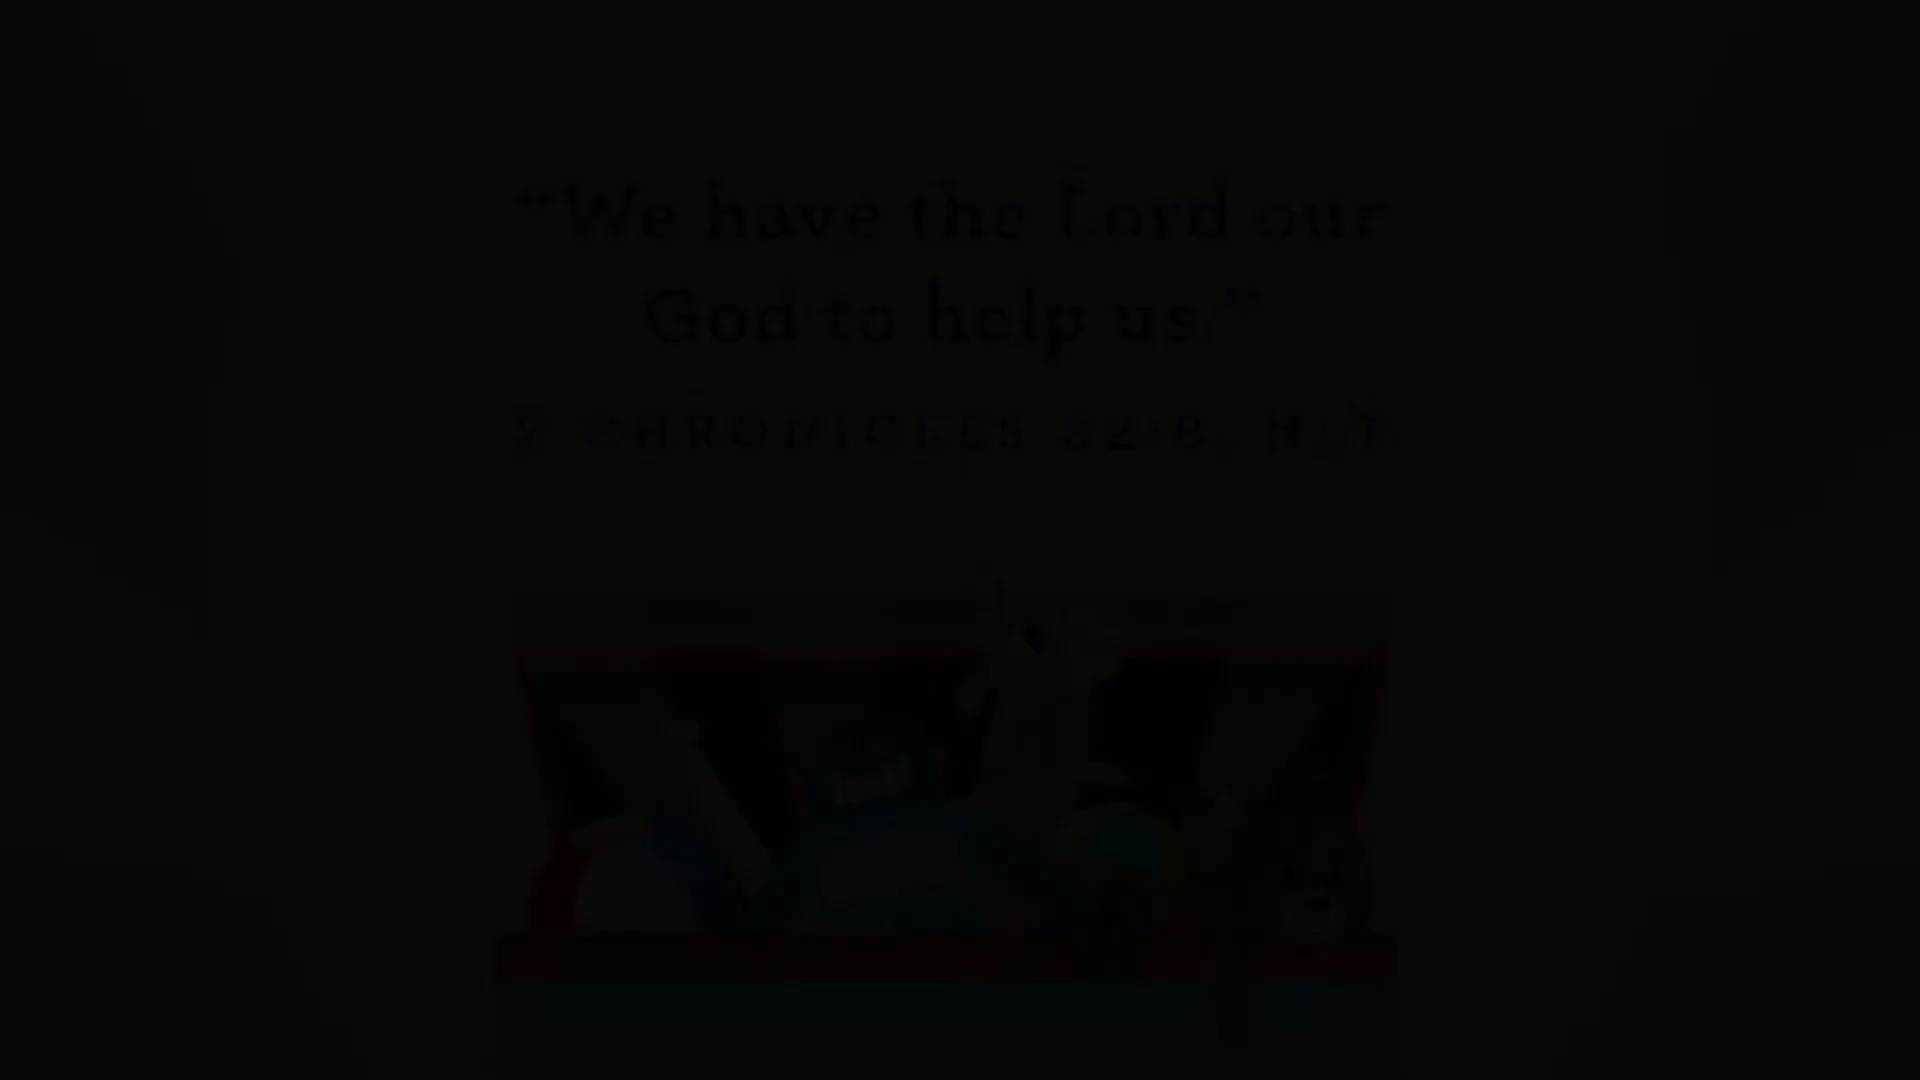 “We have the Lord our
God to help us.”
2 CHRONICLES 32:8, NLT